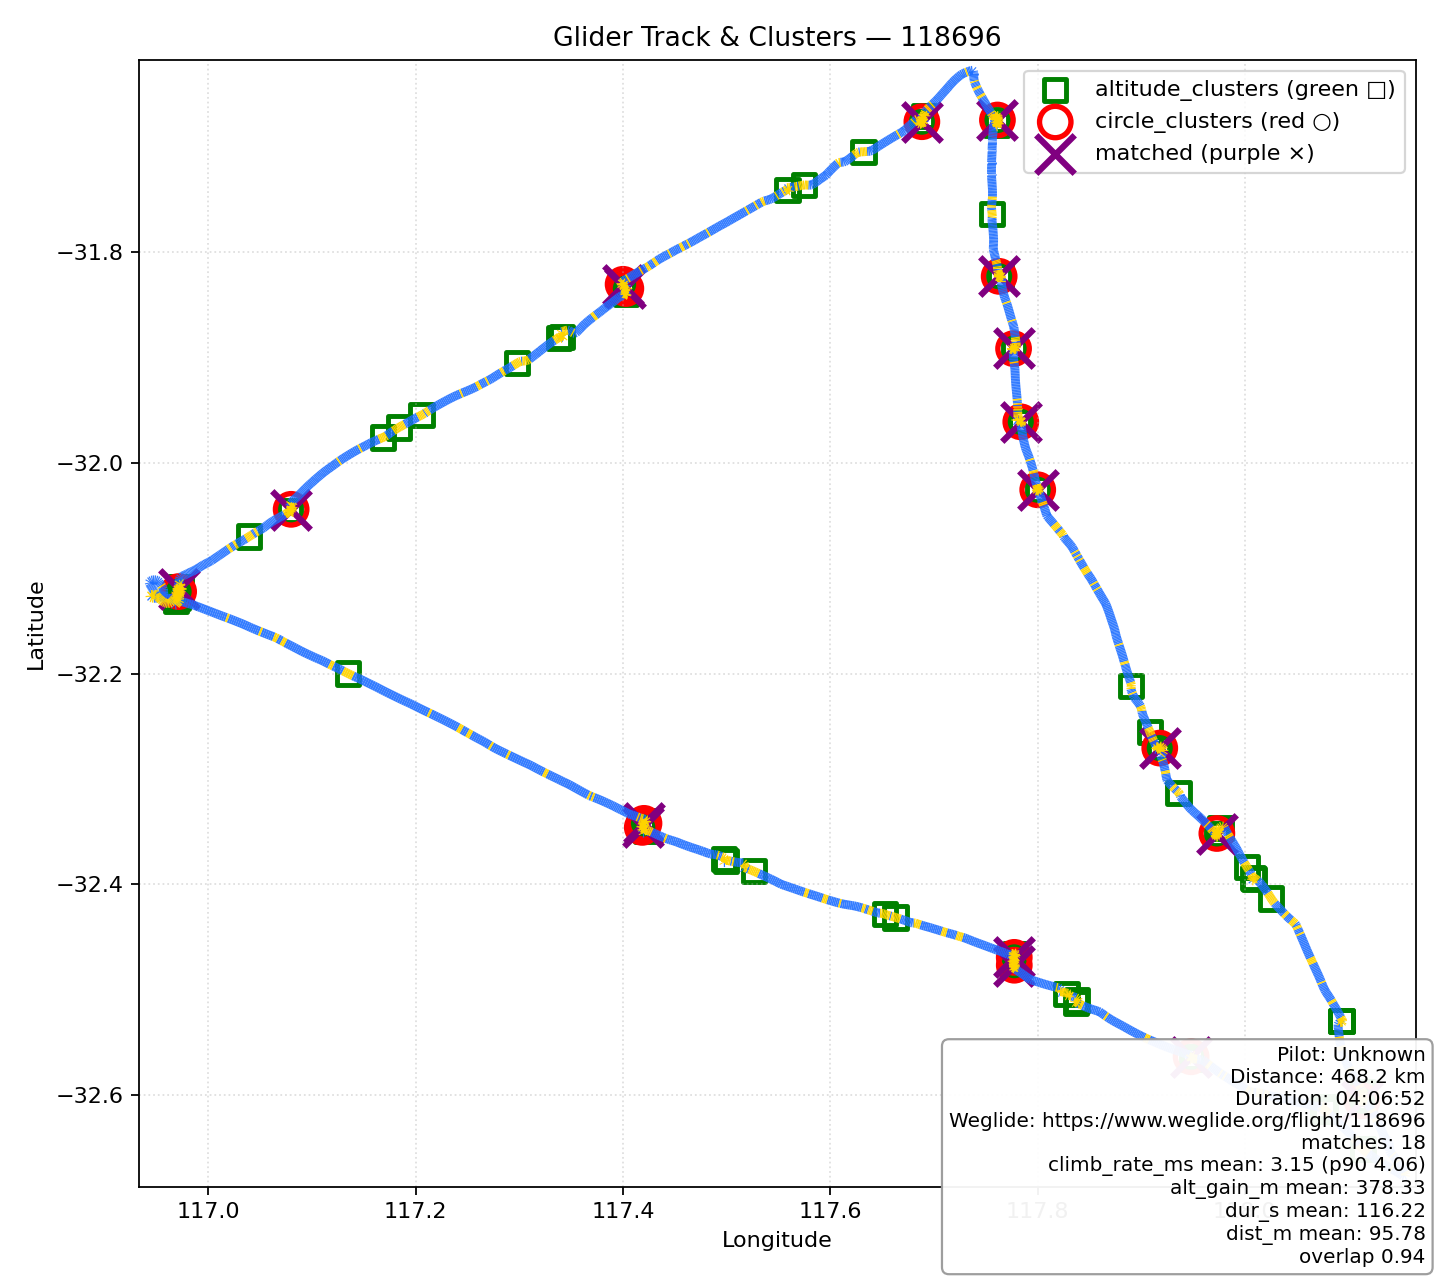 Glider Track & Clusters — 118696
altitude_clusters (green □)
circle_clusters (red ○)
matched (purple ×)
Latitude
−31.8
−32.0
−32.2
−32.4
−32.6
117.0
117.2
117.4
117.6
117.8
Longitude
Pilot: Unknown
Distance: 468.2 km
Duration: 04:06:52
Weglide: https://www.weglide.org/flight/118696
matches: 18
climb_rate_ms mean: 3.15 (p90 4.06)
alt_gain_m mean: 378.33
dur_s mean: 116.22
dist_m mean: 95.78
overlap 0.94